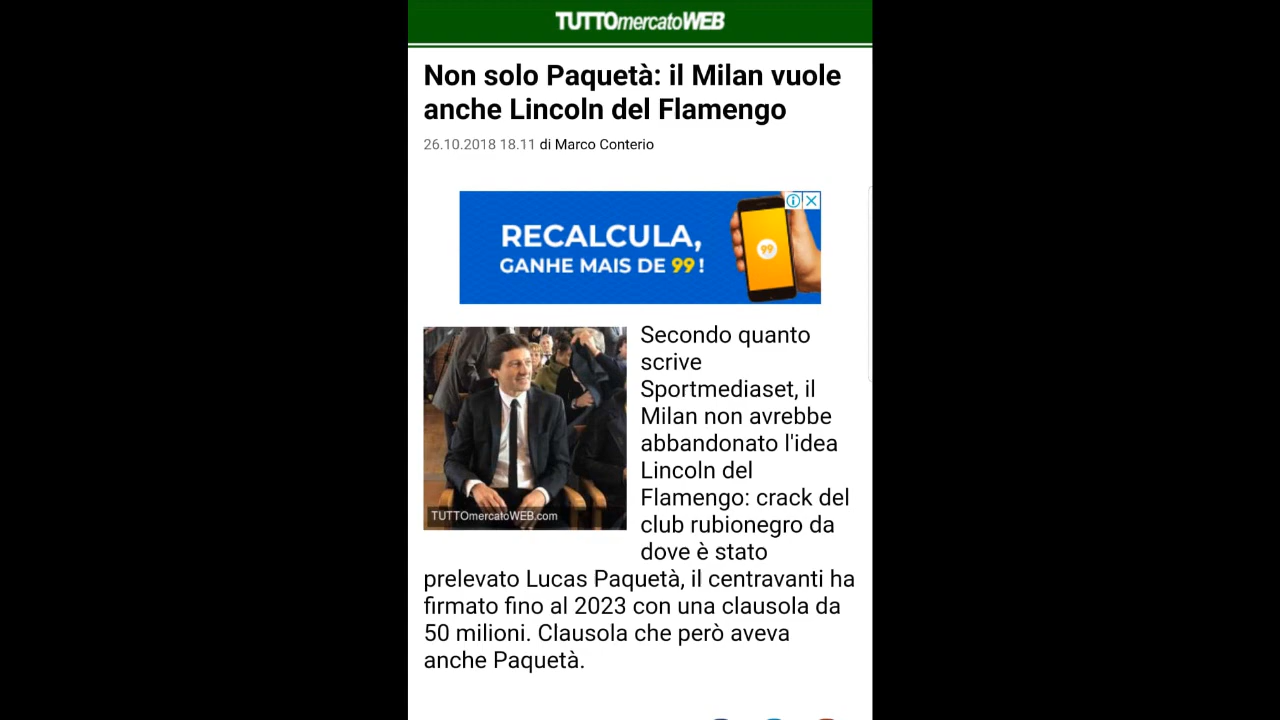 TUTTOmercatoWEB
Non solo Paquetà: il Milan vuole
anche Lincoln del Flamengo
26.10.2018 18.11 di Marco Conterio
RECALCULA,
GANHE MAIS DE 99!
99
TUTTOmercatoWEB.com
Secondo quanto
scrive
Sportmediaset, il
Milan non avrebbe
abbandonato l'idea
Lincoln del
Flamengo: crack del
club rubionegro da
dove è stato
prelevato Lucas Paquetà, il centravanti ha
firmato fino al 2023 con una clausola da
50 milioni. Clausola che però aveva
anche Paquetà.